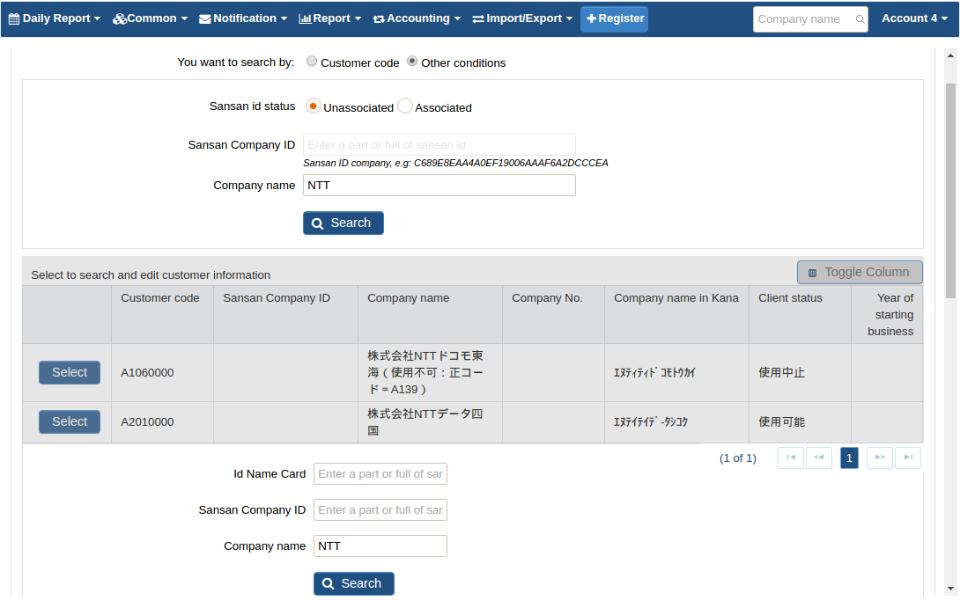 Daily Report Common Notification Report Accounting Import/Export Register Company name Account 4
You want to search by: Customer code Other conditions
Sansan id status Unassociated Associated
Sansan Company ID Enter a part or full of sansan id
Sansan ID company, e.g: C689E8EAA4A0EF19006AAAF6A2DCCCEA
Company name NTT
Search
Select to search and edit customer information Toggle Column
Customer code Sansan Company ID Company name Company No. Company name in Kana Client status Year of
starting
business
株式会社NTTドコモ東
Select A1060000 海（使用不可：正コー ｴﾇﾃｨﾃｨﾄﾞｺﾓﾄｳｶｲ 使用中止
ド＝A139）
株式会社NTTデータ四
Select A2010000 国 ｴﾇﾃｲﾃｲﾃﾞ-ﾀｼｺｸ 使用可能
(1 of 1) 1
Id Name Card Enter a part or full of sar
Sansan Company ID Enter a part or full of sar
Company name NTT
Search